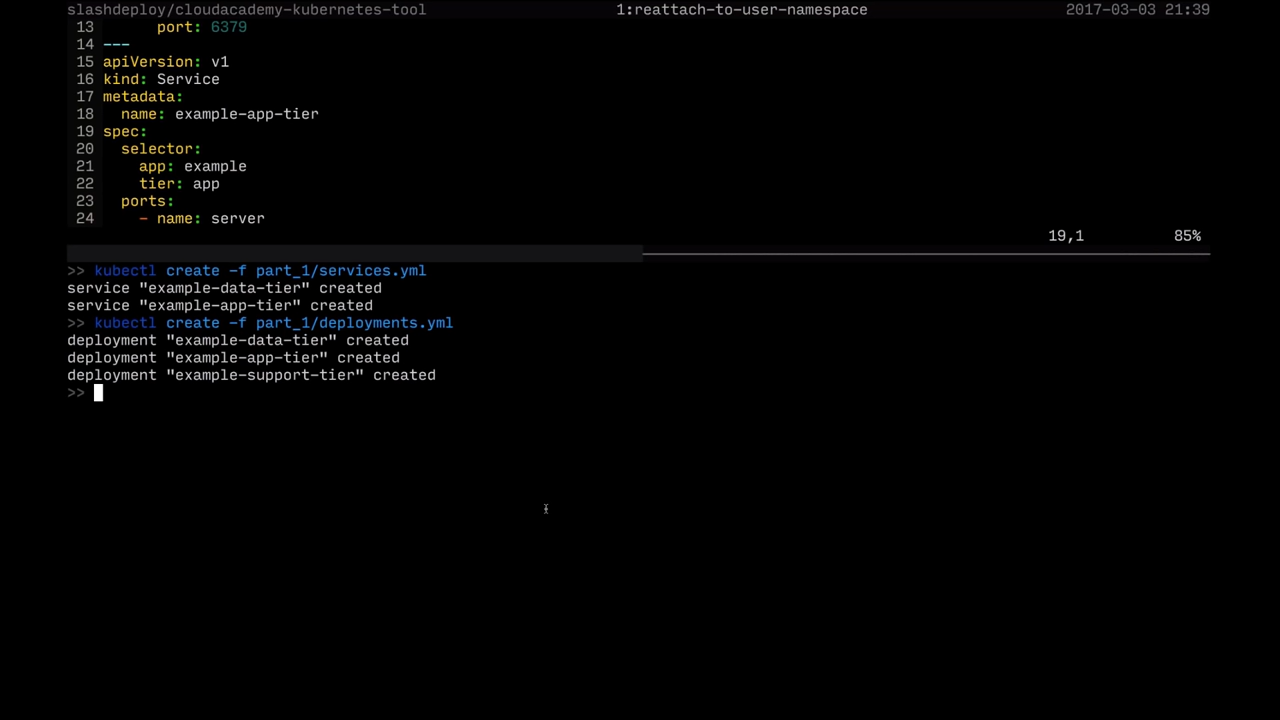 slashdeploy/cloudacademy-kubernetes-tool 1:reattach-to-user-namespace 2017-03-03 21:39
13       port: 6379
14 ---
15 apiVersion: v1
16 kind: Service
17 metadata:
18   name: example-app-tier
19 spec:
20   selector:
21     app: example
22     tier: app
23   ports:
24     - name: server
19,1 85%
>> kubectl create -f part_1/services.yml
service "example-data-tier" created
service "example-app-tier" created
>> kubectl create -f part_1/deployments.yml
deployment "example-data-tier" created
deployment "example-app-tier" created
deployment "example-support-tier" created
>>